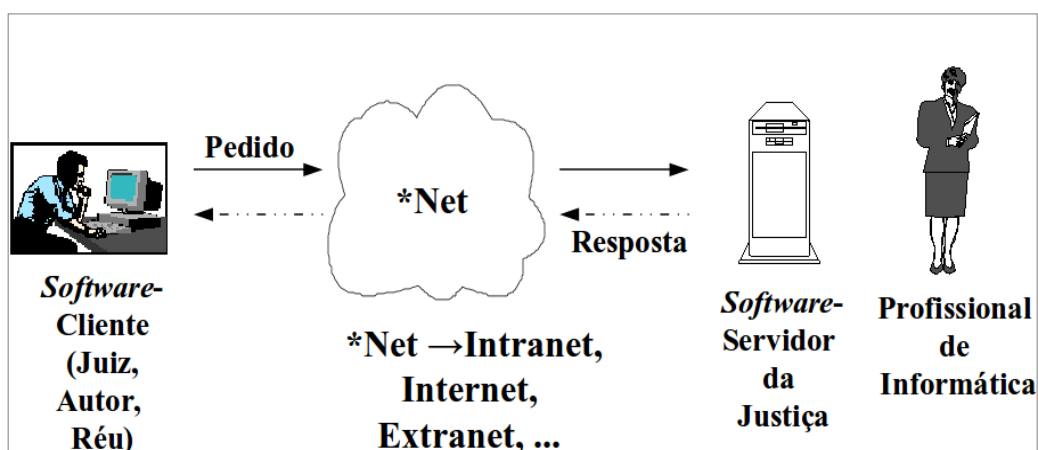 Pedido
*Net
Resposta
Software-
Cliente
(Juiz,
Autor,
Réu)
*Net →Intranet,
Internet,
Extranet, ...
Software-
Servidor
da
Justiça
Profissional
de
Informática